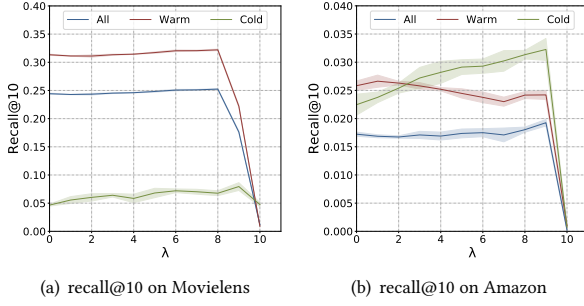 All Warm Cold
0.40
0.35
0.30
0.25
0.20
0.15
0.10
0.05
0.00
Recall@10
0 2 4 6 8 10
λ
(a) recall@10 on Movielens
All Warm Cold
0.040
0.035
0.030
0.025
0.020
0.015
0.010
0.005
0.000
Recall@10
0 2 4 6 8 10
λ
(b) recall@10 on Amazon